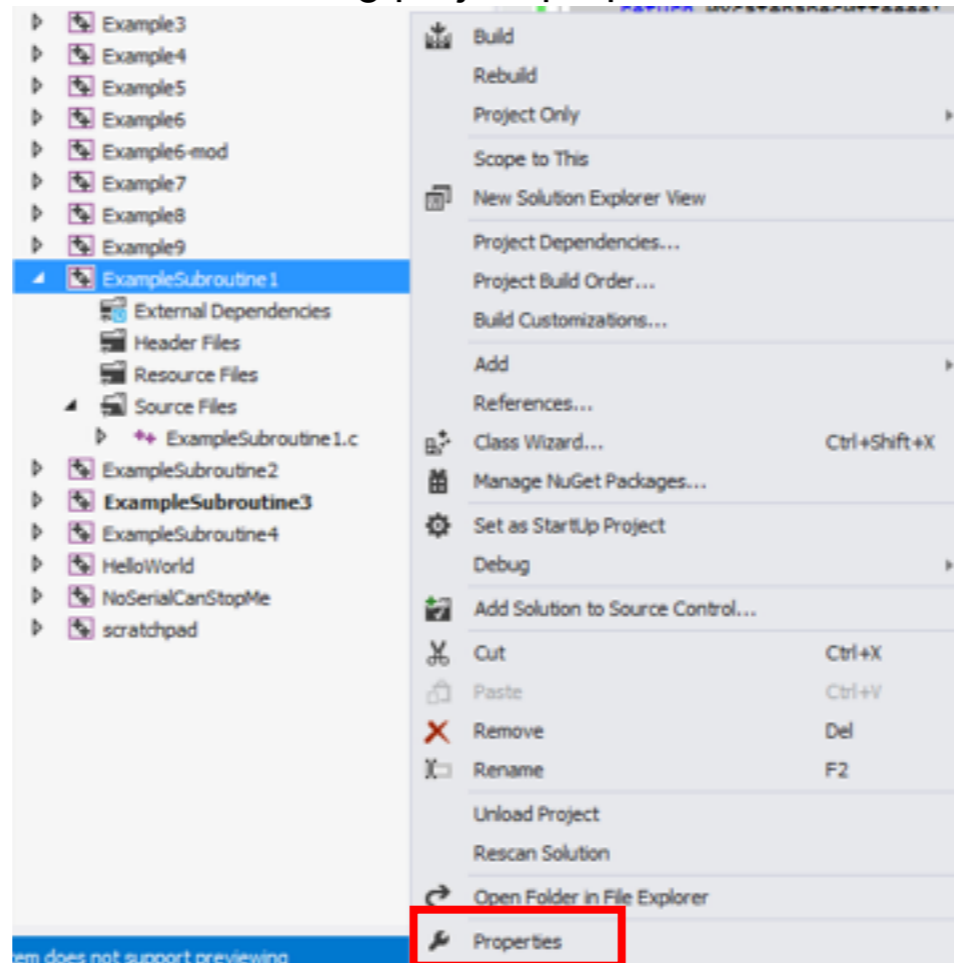 Example3
Example4
Example5
Example6
Example6-mod
Example7
Example8
Example9
ExampleSubroutine1
External Dependencies
Header Files
Resource Files
Source Files
ExampleSubroutine1.c
ExampleSubroutine2
ExampleSubroutine3
ExampleSubroutine4
HelloWorld
NoSerialCanStopMe
scratchpad
em does not support previewing
Build
Rebuild
Project Only
Scope to This
New Solution Explorer View
Project Dependencies...
Project Build Order...
Build Customizations...
Add
References...
Class Wizard... Ctrl+Shift+X
Manage NuGet Packages...
Set as StartUp Project
Debug
Add Solution to Source Control...
Cut Ctrl+X
Paste Ctrl+V
Remove Del
Rename F2
Unload Project
Rescan Solution
Open Folder in File Explorer
Properties